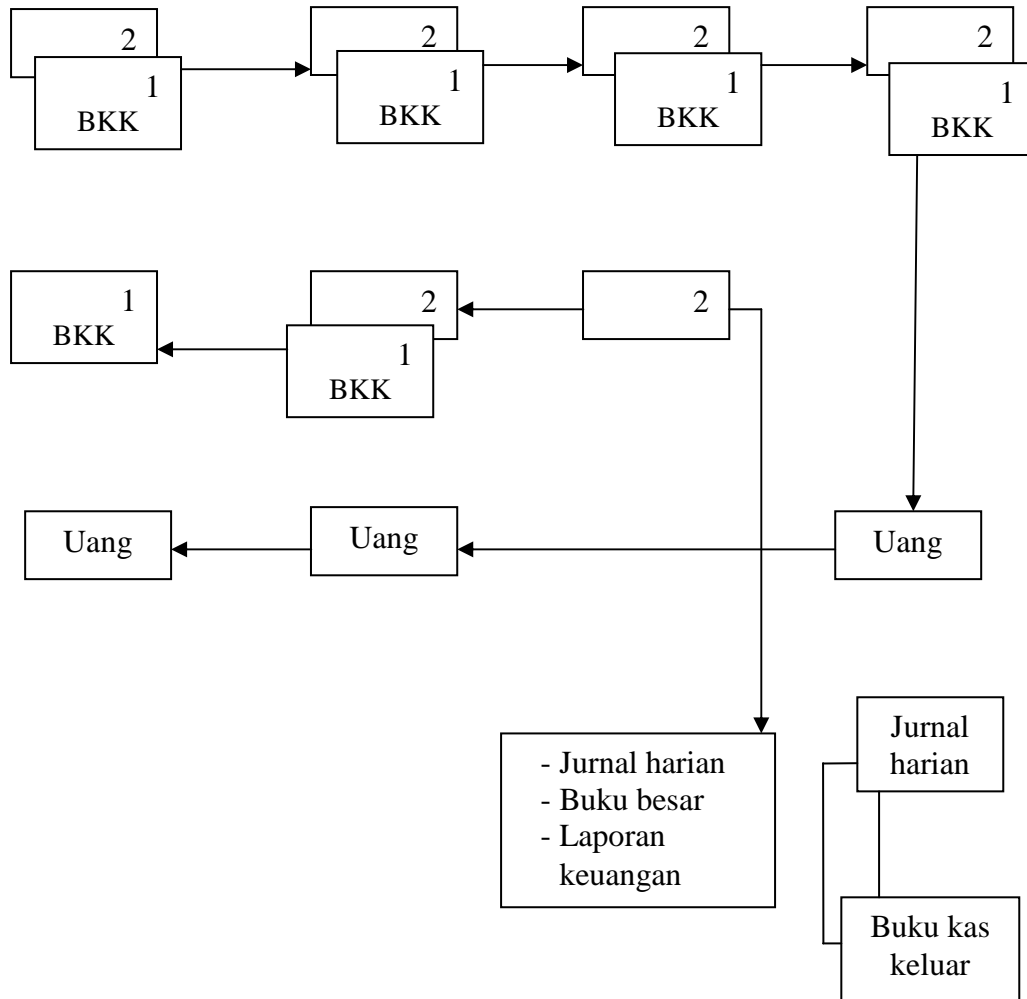 2
1
BKK
2
1
BKK
2
1
BKK
2
1
BKK
1
BKK
2
1
BKK
2
Uang
Uang
Uang
- Jurnal harian
- Buku besar
- Laporan
keuangan
Jurnal
harian
Buku kas
keluar